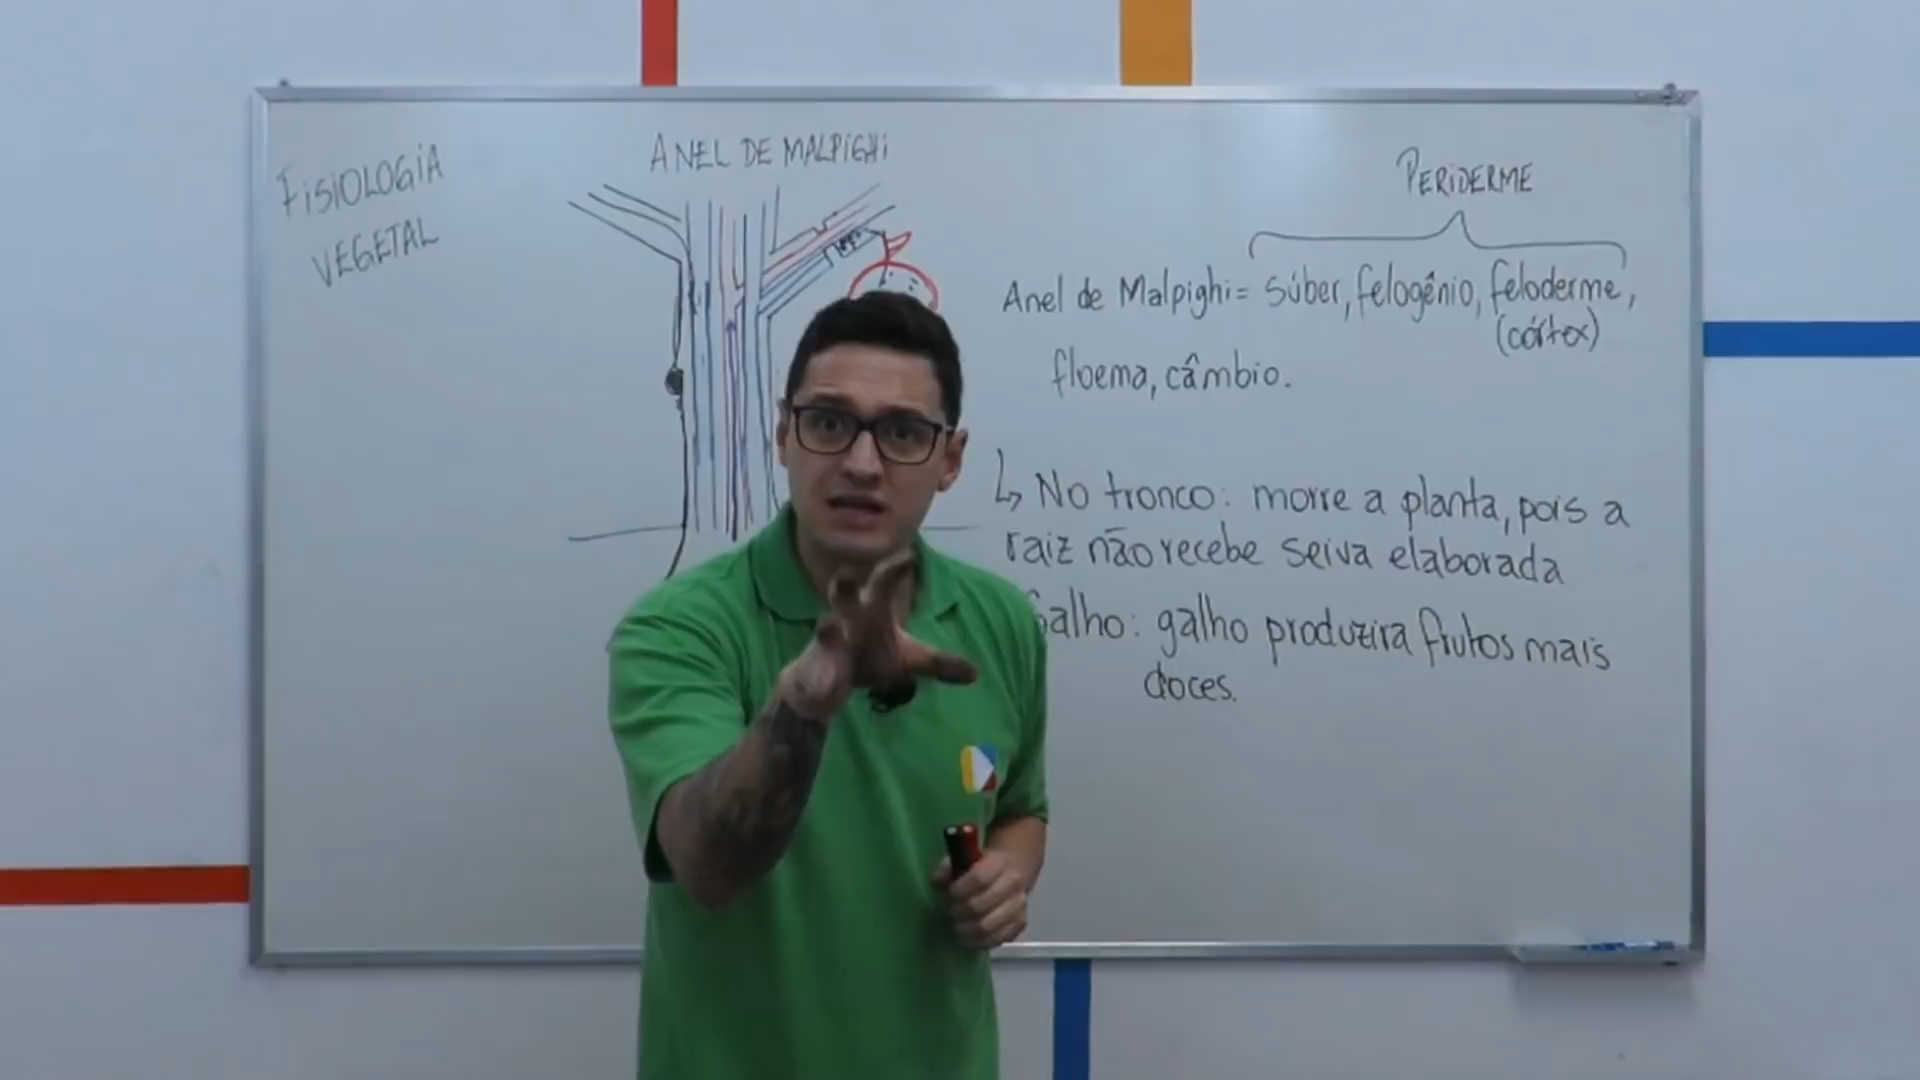 FISIOLOGIA
VEGETAL
ANEL DE MALPIGHI
PERIDERME
Anel de Malpighi = súber, felogênio, feloderme,
(córtex)
floema, câmbio.
↳ No tronco: morre a planta, pois a
raiz não recebe seiva elaborada
Galho: galho produzira frutos mais
doces.